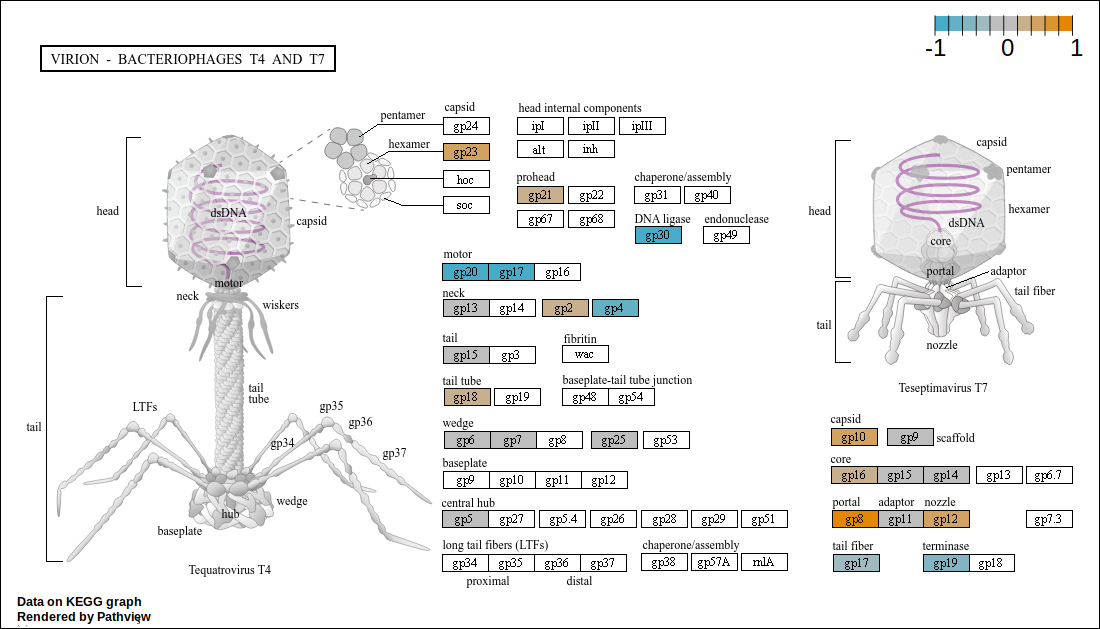 -1 0 1
VIRION - BACTERIOPHAGES T4 AND T7
head
dsDNA
capsid
motor
neck
wiskers
tail
tail
tube
LTFs
gp35
gp36
gp34
gp37
wedge
hub
baseplate
Tequatrovirus T4
pentamer
hexamer
capsid
gp24
gp23
hoc
soc
head internal components
ipI ipII ipIII
alt inh
prohead
gp21 gp22
gp67 gp68
chaperone/assembly
gp31 gp40
DNA ligase endonuclease
gp30 gp49
motor
gp20 gp17 gp16
neck
gp13 gp14 gp2 gp4
tail fibritin
gp15 gp3 wac
tail tube baseplate-tail tube junction
gp18 gp19 gp48 gp54
wedge
gp6 gp7 gp8 gp25 gp53
baseplate
gp9 gp10 gp11 gp12
central hub
gp5 gp27 gp5.4 gp26 gp28 gp29 gp51
long tail fibers (LTFs) chaperone/assembly
gp34 gp35 gp36 gp37 gp38 gp57A rnlA
proximal distal
capsid
pentamer
hexamer
head
dsDNA
core
portal
adaptor
tail fiber
tail
nozzle
Teseptimavirus T7
capsid
gp10 gp9 scaffold
core
gp16 gp15 gp14 gp13 gp6.7
portal adaptor nozzle
gp8 gp11 gp12 gp7.3
tail fiber terminase
gp17 gp19 gp18
Data on KEGG graph
Rendered by Pathview